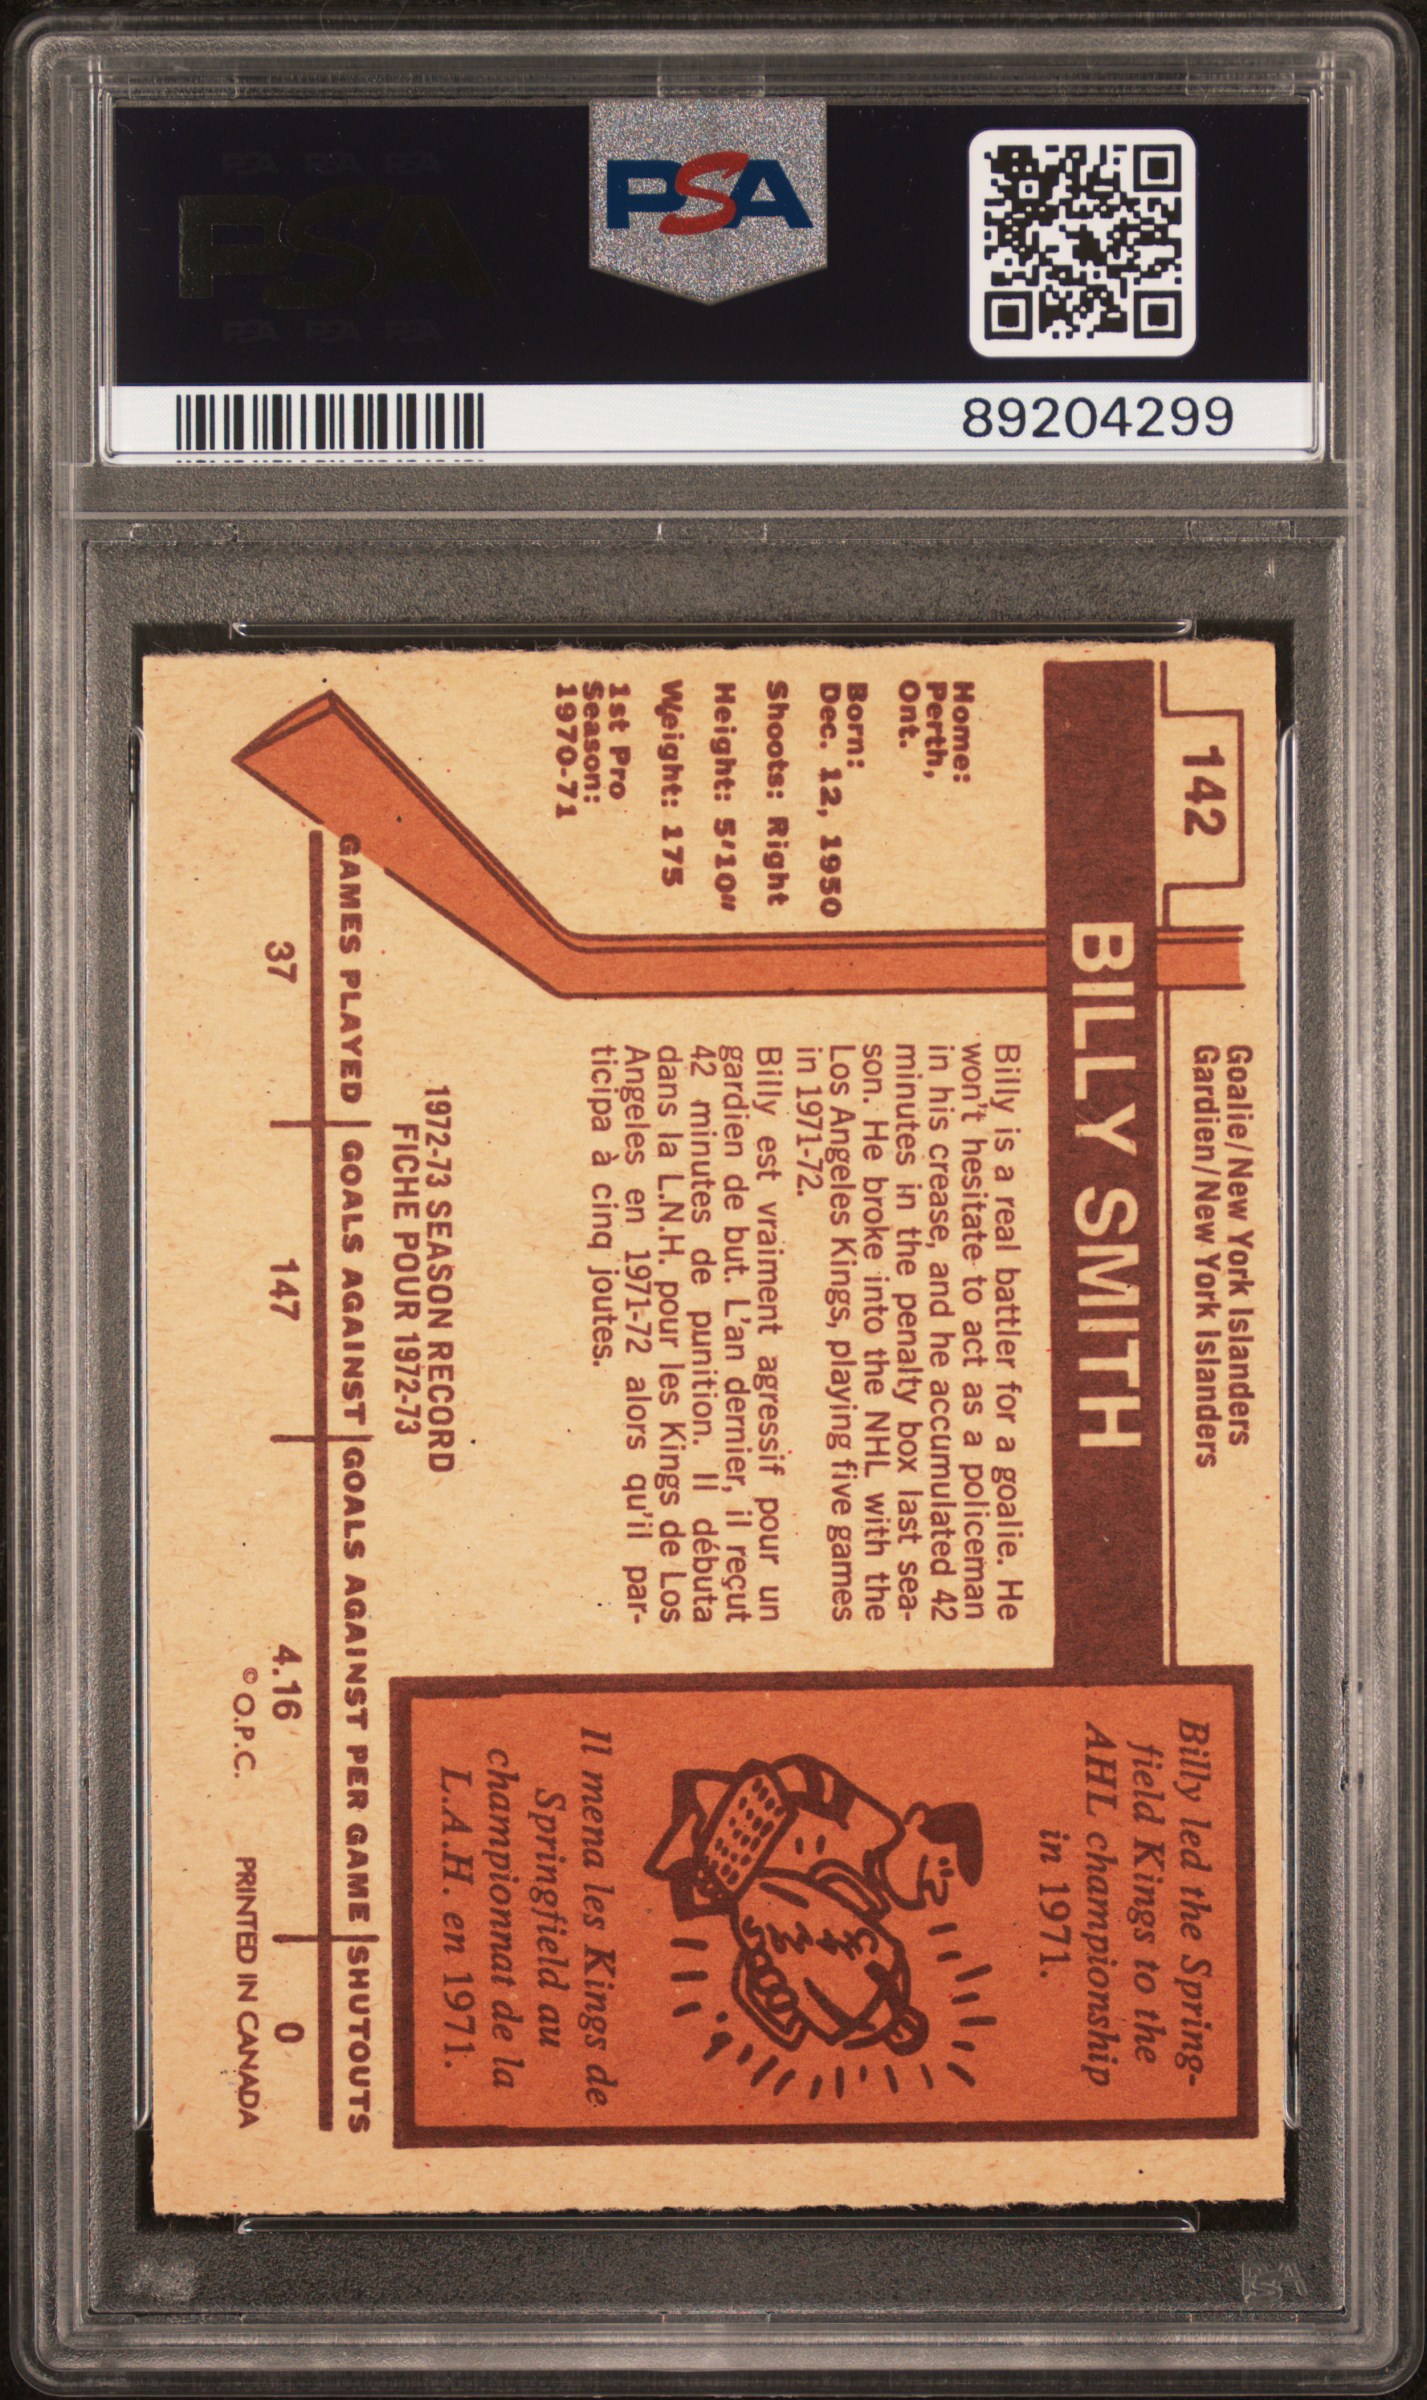 PSA PSA PSA
PSA
PSA PSA PSA
PSA
89204299
142
Goalie/New York Islanders
Gardien/New York Islanders
BILLY SMITH
Home:
Perth,
Ont.
Born:
Dec. 12, 1950
Shoots: Right
Height: 5'10"
Weight: 175
1st Pro
Season:
1970-71
Billy is a real battler for a goalie. He
won't hesitate to act as a policeman
in his crease, and he accumulated 42
minutes in the penalty box last sea-
son. He broke into the NHL with the
Los Angeles Kings, playing five games
in 1971-72.
Billy est vraiment agressif pour un
gardien de but. L'an dernier, il reçut
42 minutes de punition. Il débuta
dans la L.N.H. pour les Kings de Los
Angeles en 1971-72 alors qu'il par-
ticipa à cinq joutes.
Billy led the Spring-
field Kings to the
AHL championship
in 1971.
Il mena les Kings de
Springfield au
championnat de la
L.A.H. en 1971.
1972-73 SEASON RECORD
FICHE POUR 1972-73
GAMES PLAYED | GOALS AGAINST | GOALS AGAINST PER GAME | SHUTOUTS
37 147 4.16 0
© O.P.C. PRINTED IN CANADA
PSA